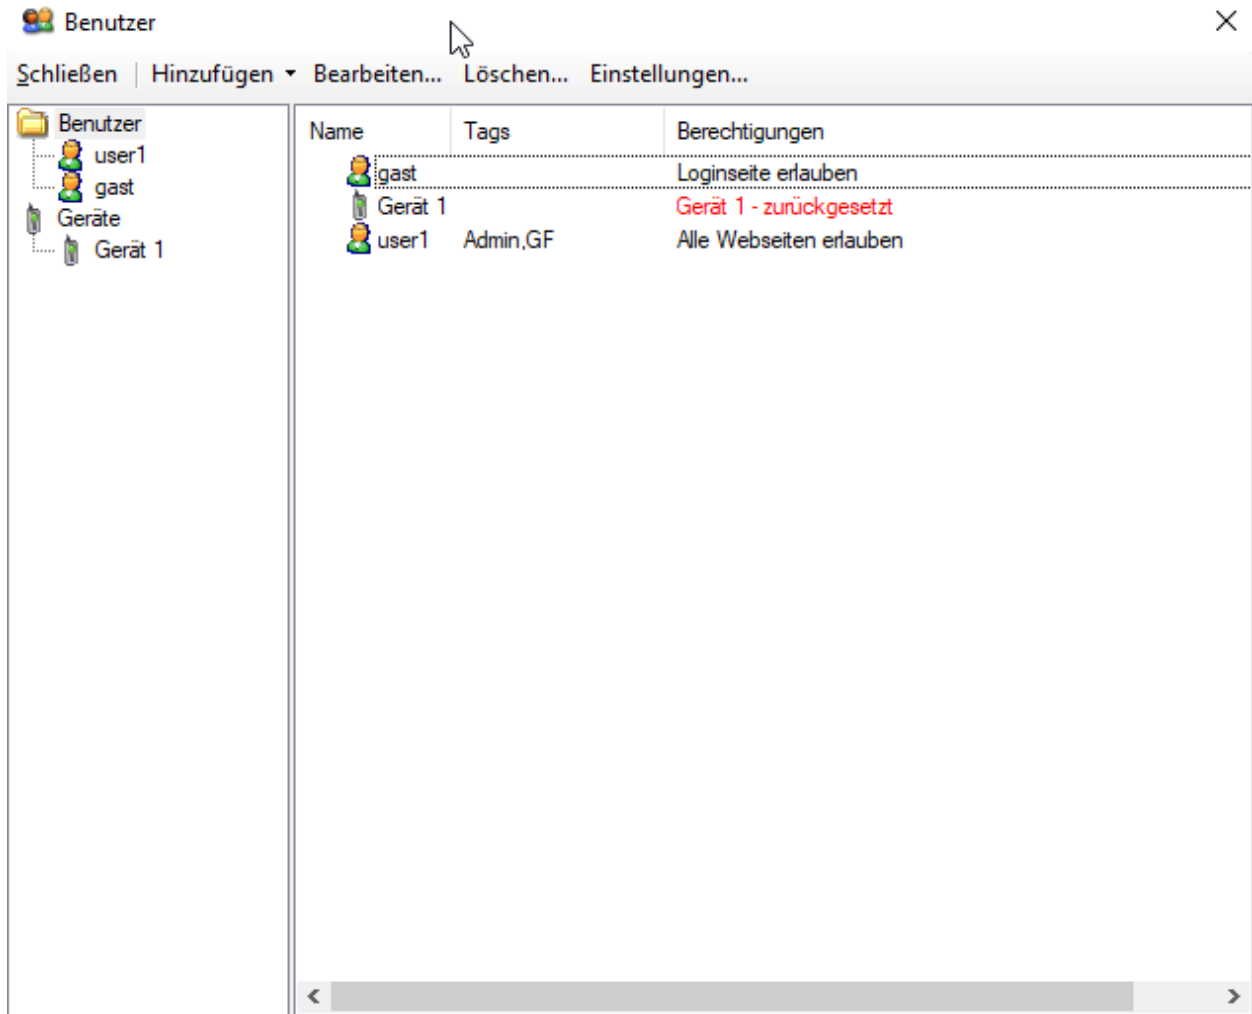 Benutzer
Schließen Hinzufügen Bearbeiten... Löschen... Einstellungen...
Benutzer
user1
gast
Geräte
Gerät 1
Name Tags Berechtigungen
gast Loginseite erlauben
Gerät 1 Gerät 1 - zurückgesetzt
user1 Admin,GF Alle Webseiten erlauben